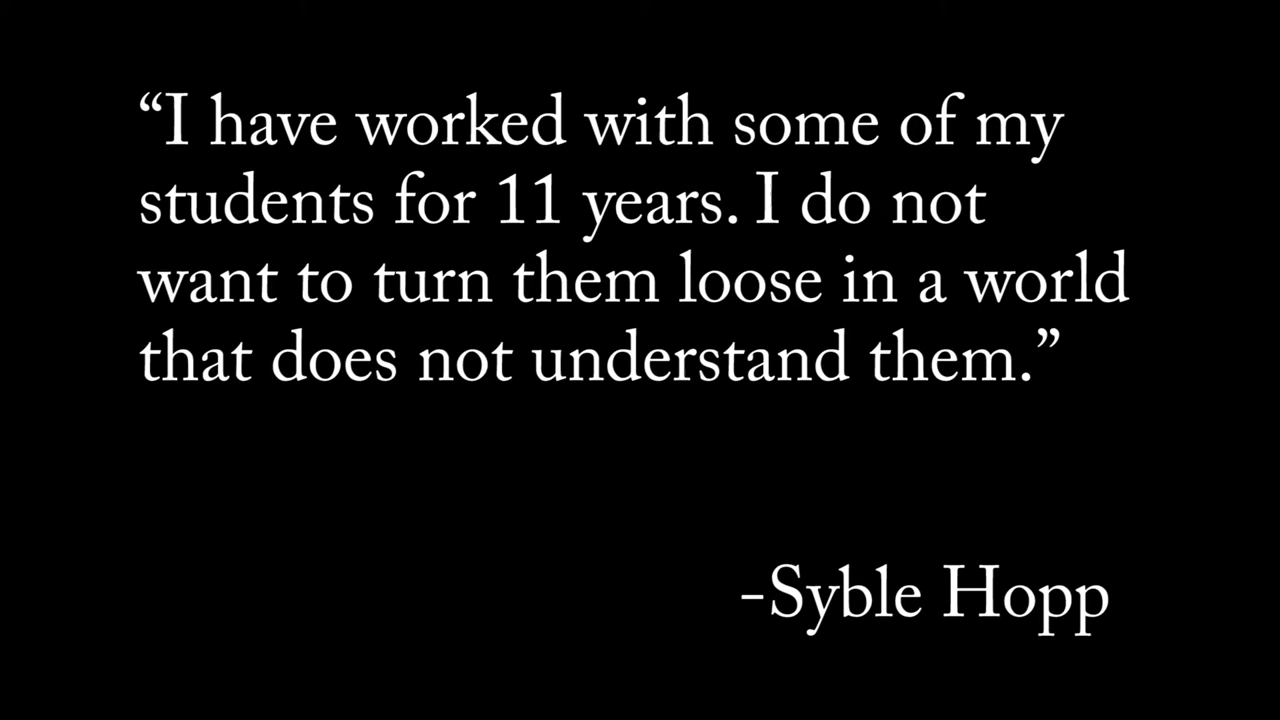 “I have worked with some of my
students for 11 years. I do not
want to turn them loose in a world
that does not understand them.”
-Syble Hopp